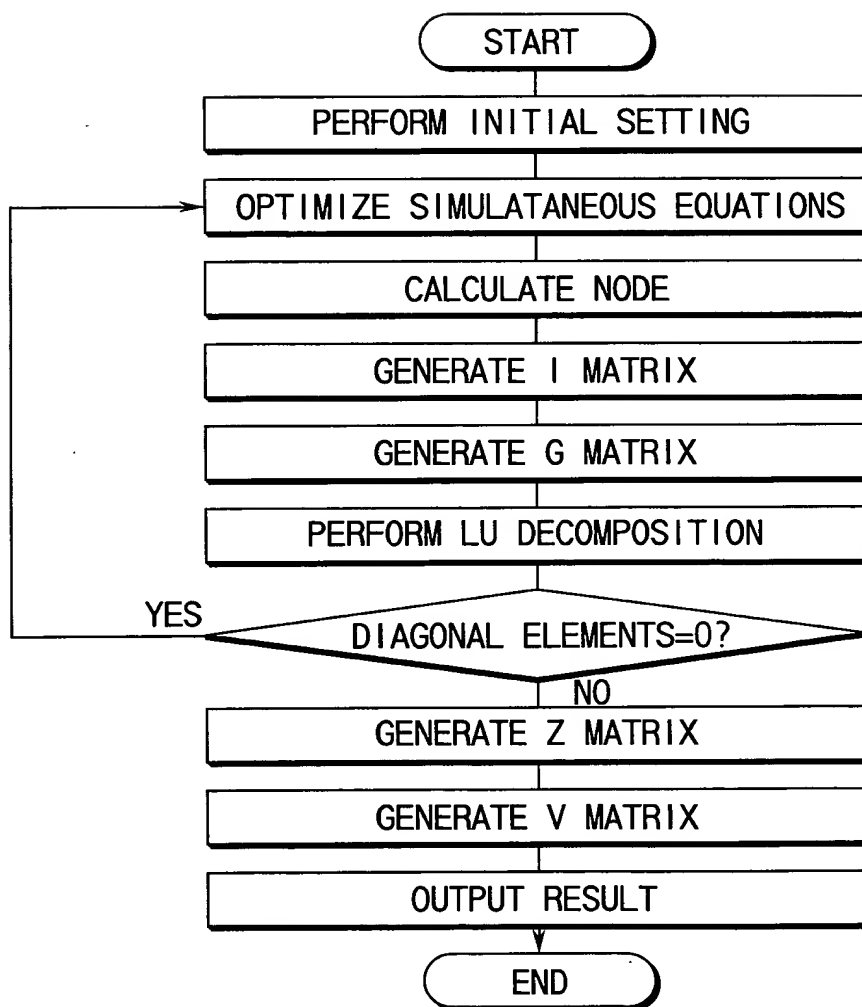 START
PERFORM INITIAL SETTING
OPTIMIZE SIMULATANEOUS EQUATIONS
CALCULATE NODE
GENERATE I MATRIX
GENERATE G MATRIX
PERFORM LU DECOMPOSITION
YES
DIAGONAL ELEMENTS=0?
NO
GENERATE Z MATRIX
GENERATE V MATRIX
OUTPUT RESULT
END